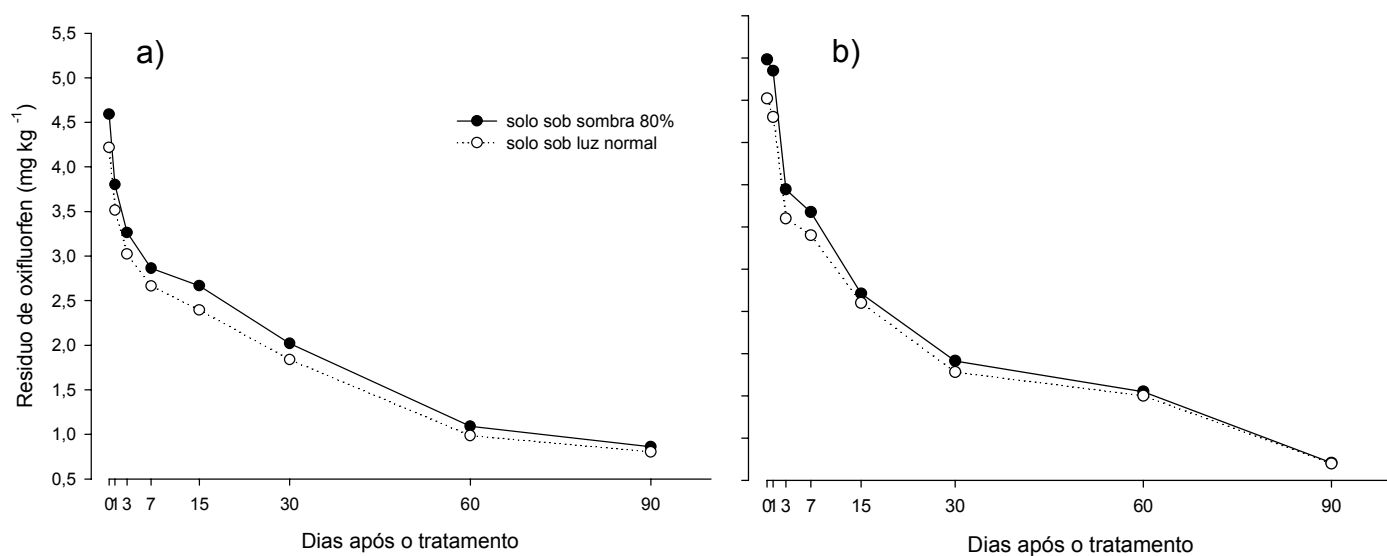 a)
b)
5,5
5,0
4,5
4,0
3,5
3,0
2,5
2,0
1,5
1,0
0,5
Residuo de oxifluorfen (mg kg -1)
solo sob sombra 80%
solo sob luz normal
0 1 3 7 15 30 60 90
0 1 3 7 15 30 60 90
Dias após o tratamento
Dias após o tratamento